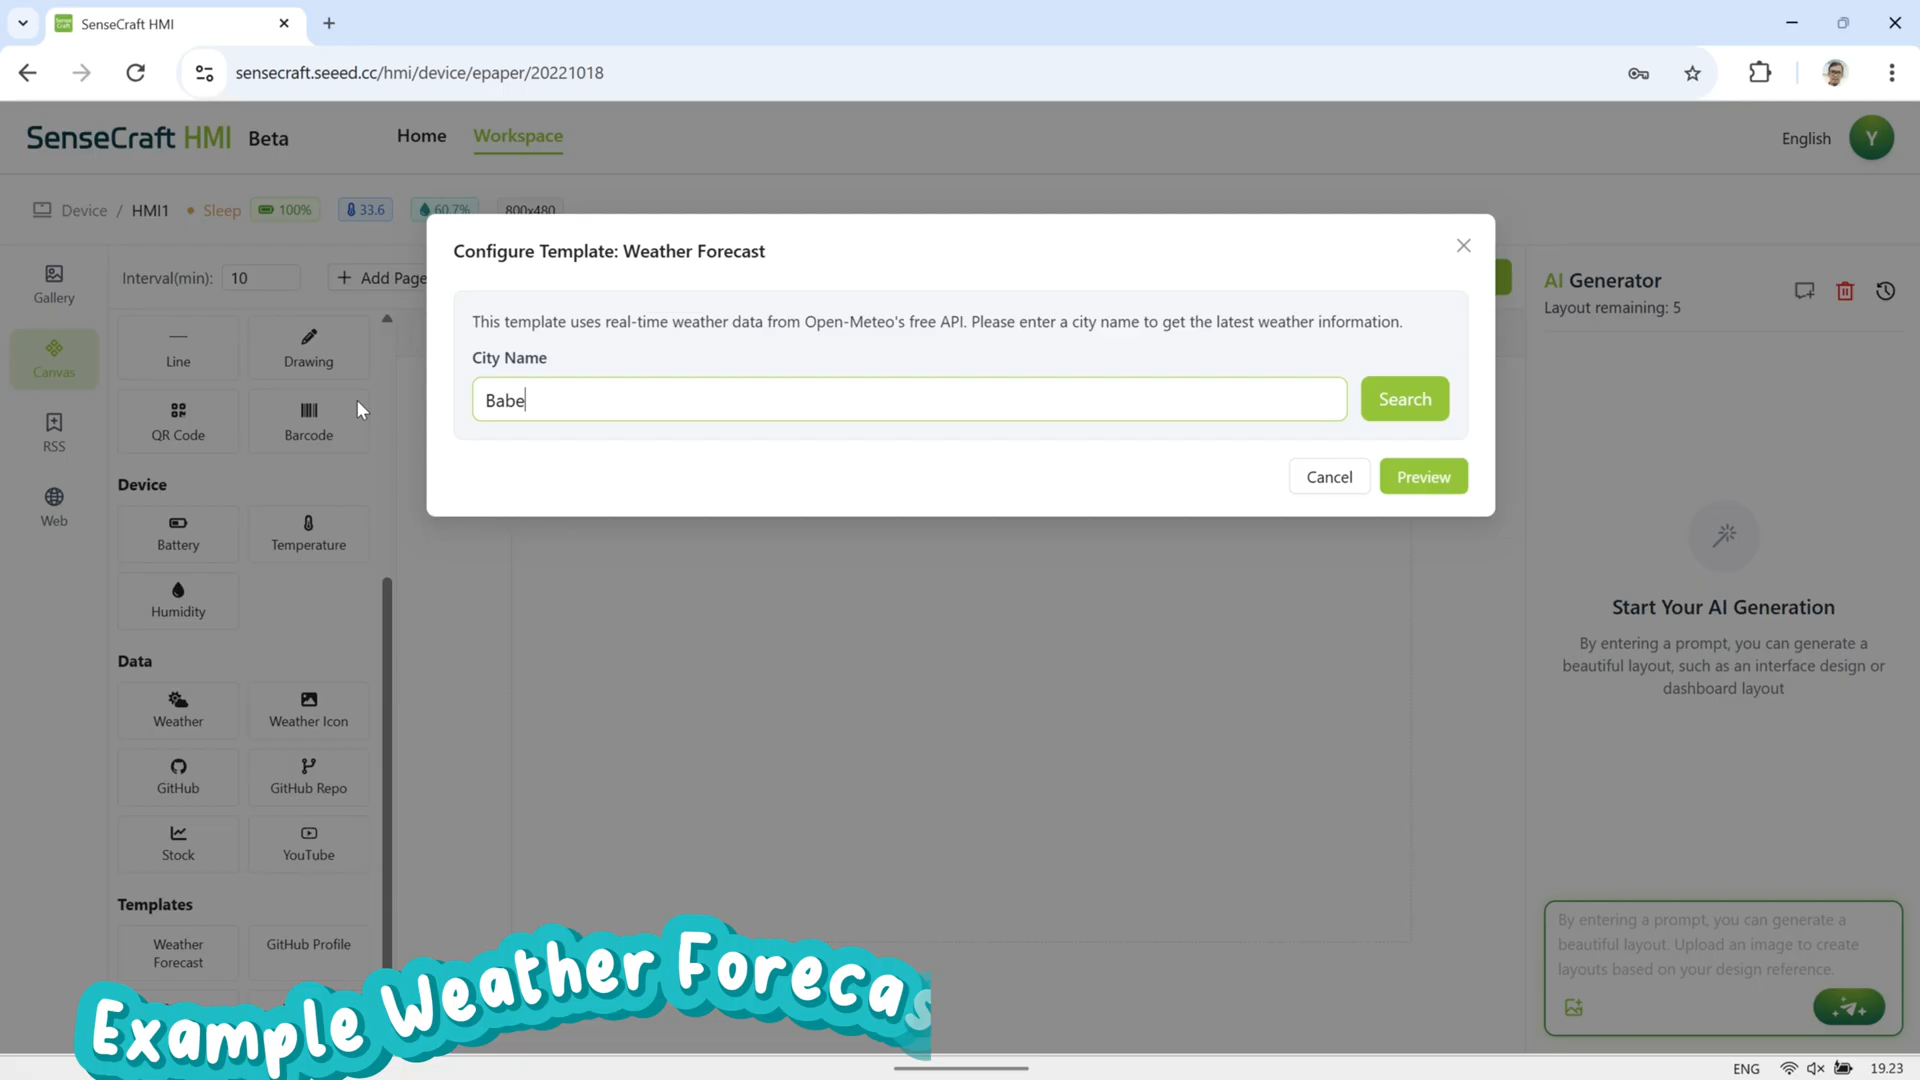 SenseCraft HMI
sensecraft.seeed.cc/hmi/device/epaper/20221018
SenseCraft HMI Beta
Home
Workspace
English
Y
Device / HMI1
Sleep
100%
33.6
60.7%
800x480
Gallery
Canvas
RSS
Web
Interval(min): 10
+ Add Page
Line
Drawing
QR Code
Barcode
Device
Battery
Temperature
Humidity
Data
Weather
Weather Icon
GitHub
GitHub Repo
Stock
YouTube
Templates
Weather
Forecast
GitHub Profile
Configure Template: Weather Forecast
This template uses real-time weather data from Open-Meteo's free API. Please enter a city name to get the latest weather information.
City Name
Babe
Search
Cancel
Preview
AI Generator
Layout remaining: 5
Start Your AI Generation
By entering a prompt, you can generate a
beautiful layout, such as an interface design or
dashboard layout
By entering a prompt, you can generate a
beautiful layout. Upload an image to create
layouts based on your design reference.
Example Weather Forecas
ENG
19.23